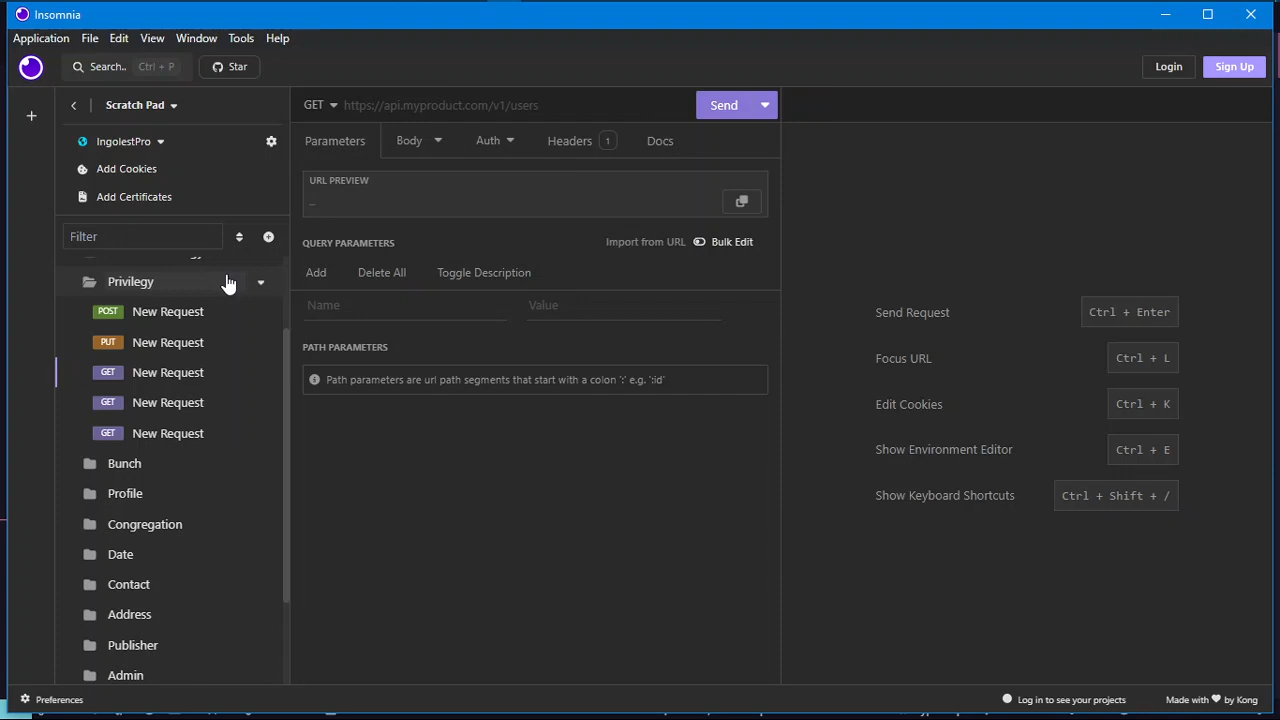 Insomnia
Application File Edit View Window Tools Help
Search.. Ctrl + P Star Login Sign Up
Scratch Pad GET https://api.myproduct.com/v1/users Send
IngolestPro Parameters Body Auth Headers 1 Docs
Add Cookies
URL PREVIEW
Add Certificates
Filter
QUERY PARAMETERS Import from URL Bulk Edit
Add Delete All Toggle Description
Privilegy
Name Value
POST New Request
PUT New Request
GET New Request
GET New Request
GET New Request
PATH PARAMETERS
Path parameters are url path segments that start with a colon ':' e.g. ':id'
Bunch
Profile
Congregation
Date
Contact
Address
Publisher
Admin
Send Request Ctrl + Enter
Focus URL Ctrl + L
Edit Cookies Ctrl + K
Show Environment Editor Ctrl + E
Show Keyboard Shortcuts Ctrl + Shift + /
Preferences Log in to see your projects Made with ♥ by Kong